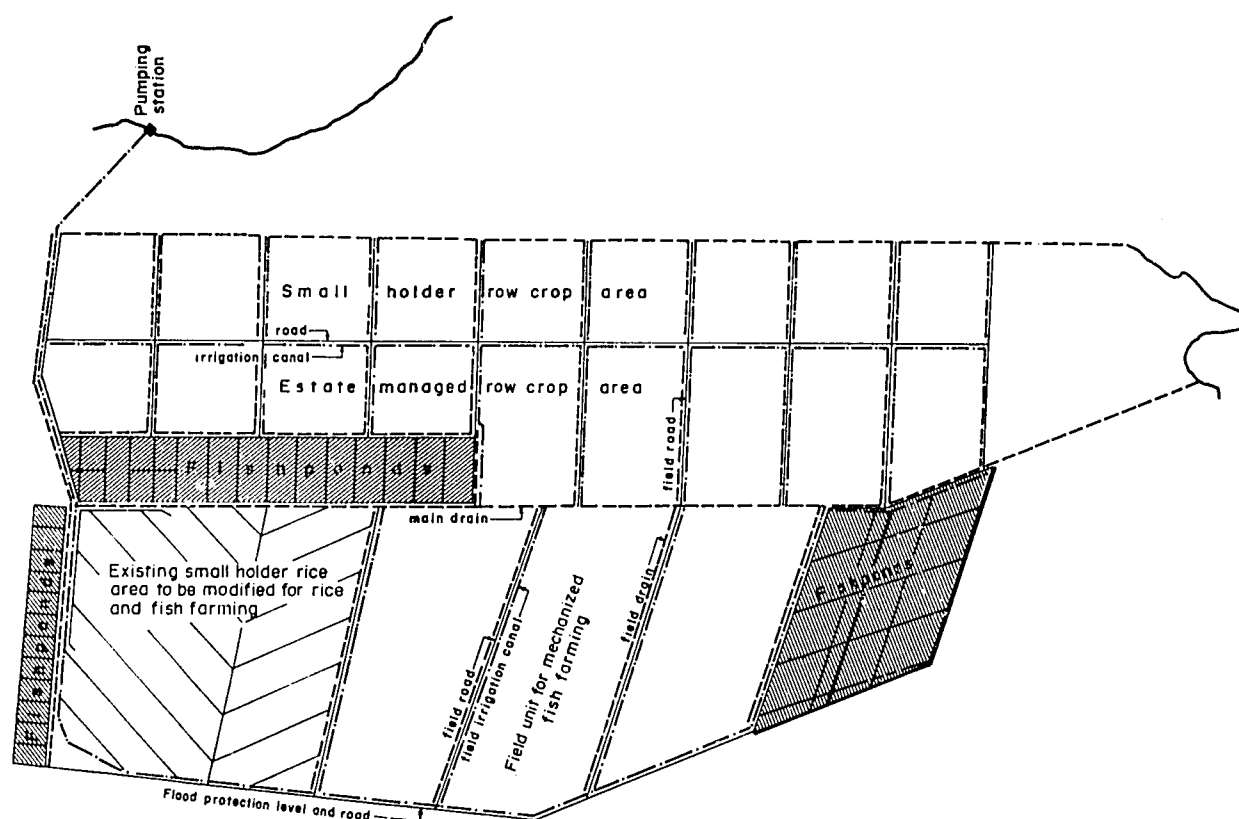 Pumping
station
Small holder row crop area
road
irrigation canal
Estate managed row crop area
field road
Fishponds
main drain
Fishponds
Existing small holder rice
area to be modified for rice
and fish farming
field road
field irrigation canal
Field unit for mechanized
fish farming
field drain
Fishponds
Flood protection level and road